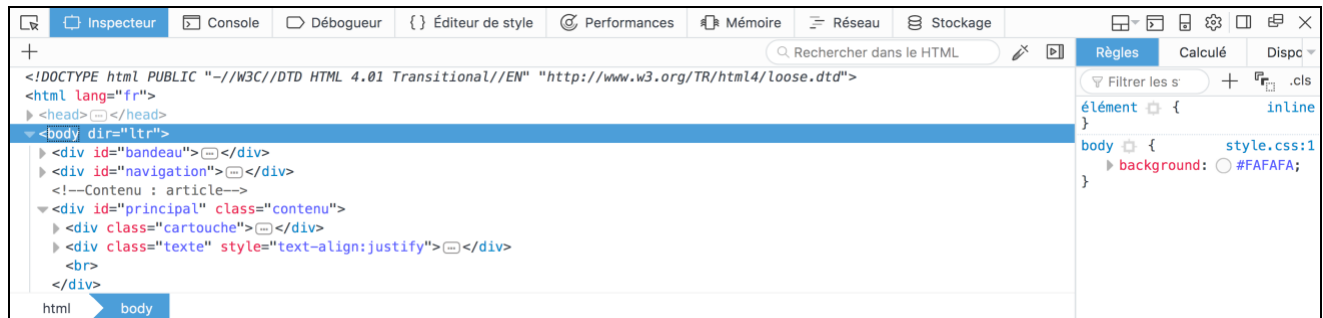 Inspecteur Console Débogueur { } Éditeur de style Performances Mémoire Réseau Stockage
Rechercher dans le HTML
Règles Calculé Dispo
<!DOCTYPE html PUBLIC "-//W3C//DTD HTML 4.01 Transitional//EN" "http://www.w3.org/TR/html4/loose.dtd">
<html lang="fr">
<head></head>
<body dir="ltr">
<div id="bandeau"></div>
<div id="navigation"></div>
<!--Contenu : article-->
<div id="principal" class="contenu">
<div class="cartouche"></div>
<div class="texte" style="text-align:justify"></div>
<br>
</div>
html body
Filtrer les s .cls
élément { inline
}
body { style.css:1
background: #FAFAFA;
}